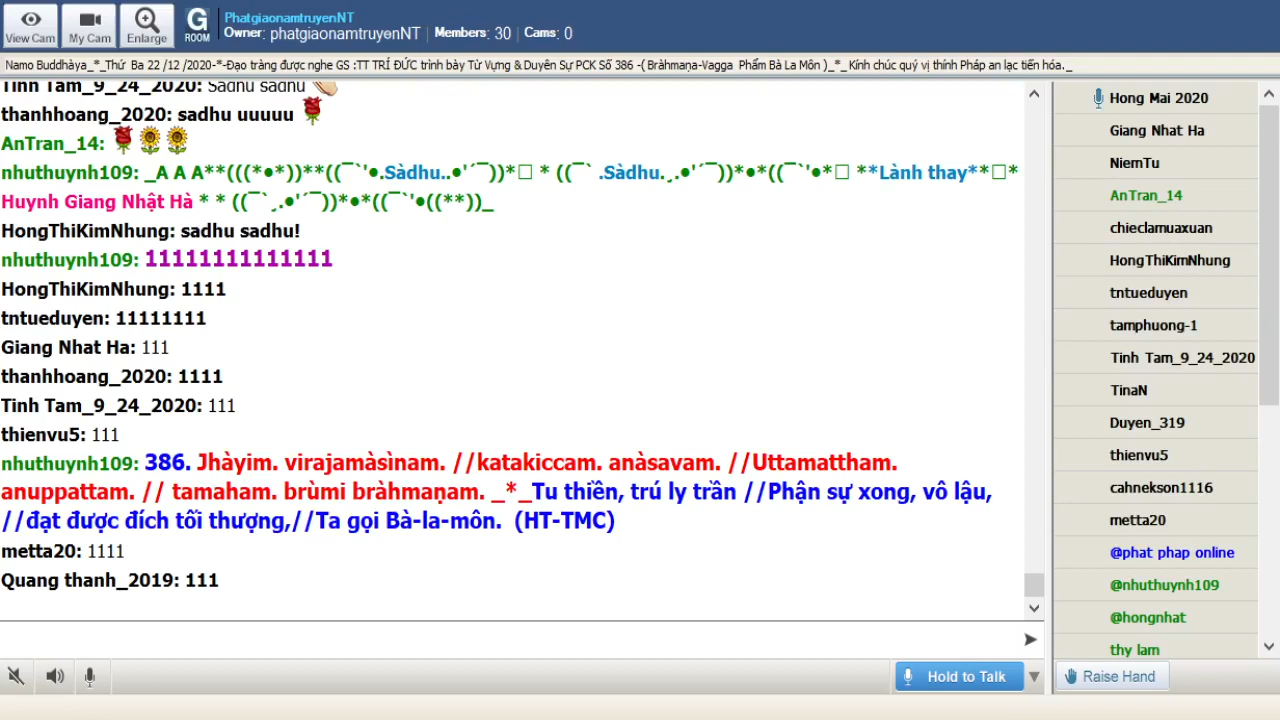 View Cam
My Cam
Enlarge
G
ROOM
PhatgiaonamtruyenNT
Owner: phatgiaonamtruyenNT | Members: 30 | Cams: 0
Namo Buddhàya_*_Thứ Ba 22 /12 /2020-*-Đạo tràng được nghe GS :TT TRÍ ĐỨC trình bày Từ Vựng & Duyên Sự PCK Số 386 -( Bràhmaṇa-Vagga Phẩm Bà La Môn )_*_ Kính chúc quý vị thính Pháp an lạc tiến hóa._
Tinh Tam_9_24_2020: Sadhu sadhu
thanhhoang_2020: sadhu uuuuu
AnTran_14:
nhuthuynh109: _A A A**(((*●*))**((¯`'●.Sàdhu..●'´¯))*□ * ((¯` .Sàdhu.¸.●'´¯))*●*((¯`'●*□ **Lành thay**□*
Huynh Giang Nhật Hà * * ((¯`¸.●'´¯))*●*((¯`'●((**))_
HongThiKimNhung: sadhu sadhu!
nhuthuynh109: 11111111111111
HongThiKimNhung: 1111
tntueduyen: 11111111
Giang Nhat Ha: 111
thanhhoang_2020: 1111
Tinh Tam_9_24_2020: 111
thienvu5: 111
nhuthuynh109: 386. Jhàyim. virajamàsìnam. //katakiccam. anàsavam. //Uttamattham.
anuppattam. // tamaham. brùmi bràhmaṇam. _*_Tu thiền, trú ly trần //Phận sự xong, vô lậu,
//đạt được đích tối thượng,//Ta gọi Bà-la-môn. (HT-TMC)
metta20: 1111
Quang thanh_2019: 111
Hold to Talk
Hong Mai 2020
Giang Nhat Ha
NiemTu
AnTran_14
chieclamuaxuan
HongThiKimNhung
tntueduyen
tamphuong-1
Tinh Tam_9_24_2020
TinaN
Duyen_319
thienvu5
cahnekson1116
metta20
@phat phap online
@nhuthuynh109
@hongnhat
thy lam
Raise Hand